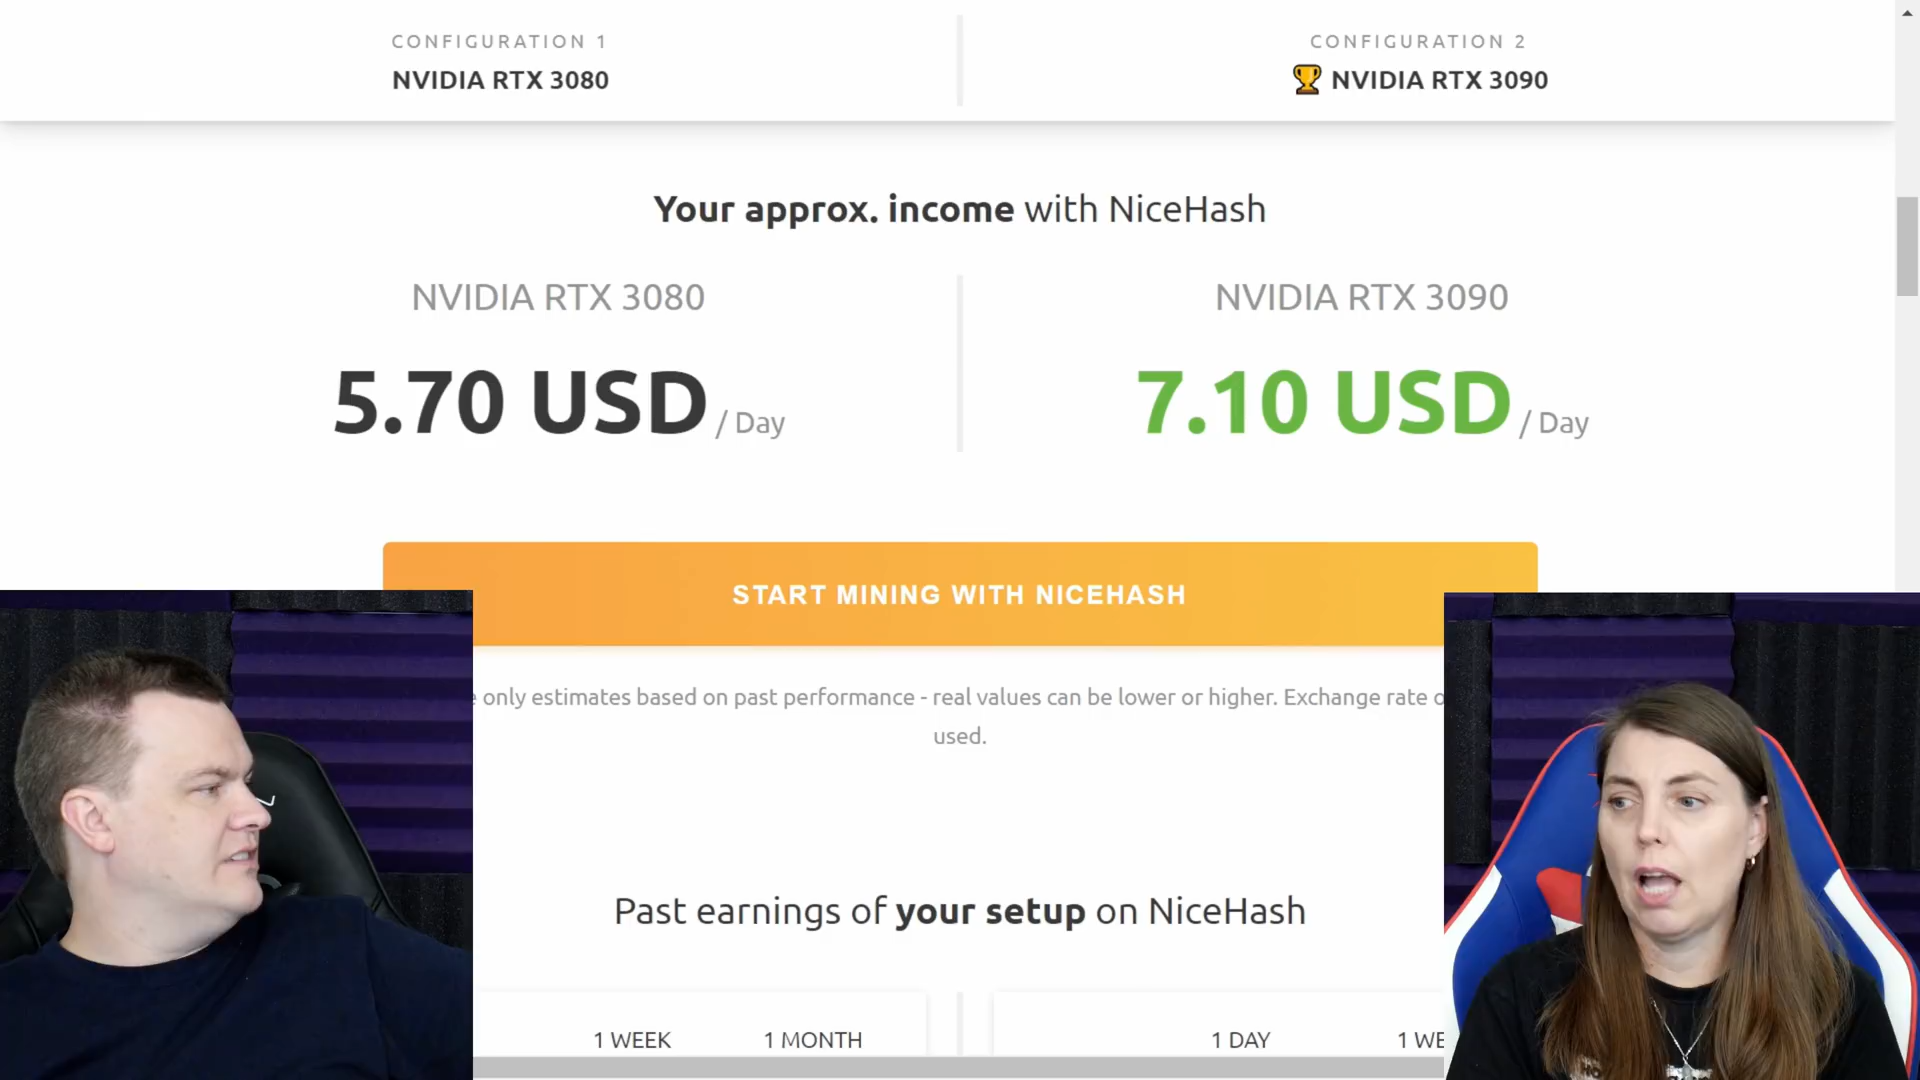 CONFIGURATION 1
NVIDIA RTX 3080
CONFIGURATION 2
NVIDIA RTX 3090
Your approx. income with NiceHash
NVIDIA RTX 3080
5.70 USD / Day
NVIDIA RTX 3090
7.10 USD / Day
START MINING WITH NICEHASH
only estimates based on past performance - real values can be lower or higher. Exchange rate
used.
Past earnings of your setup on NiceHash
1 WEEK 1 MONTH
1 DAY 1 WE